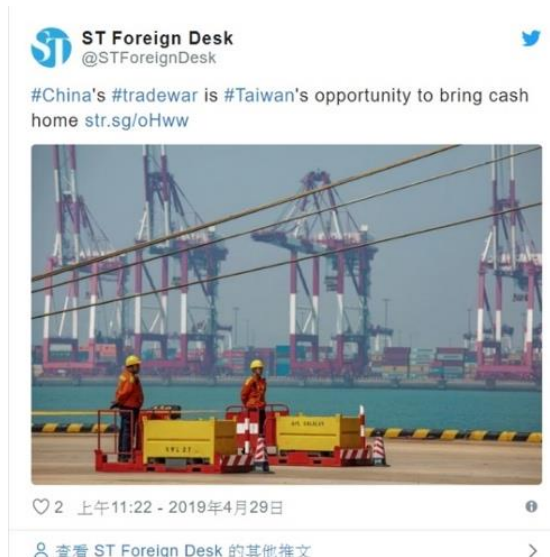 ST Foreign Desk
@STForeignDesk
#China's #tradewar is #Taiwan's opportunity to bring cash
home str.sg/oHww
2 上午11:22 - 2019年4月29日
查看 ST Foreign Desk 的其他推文